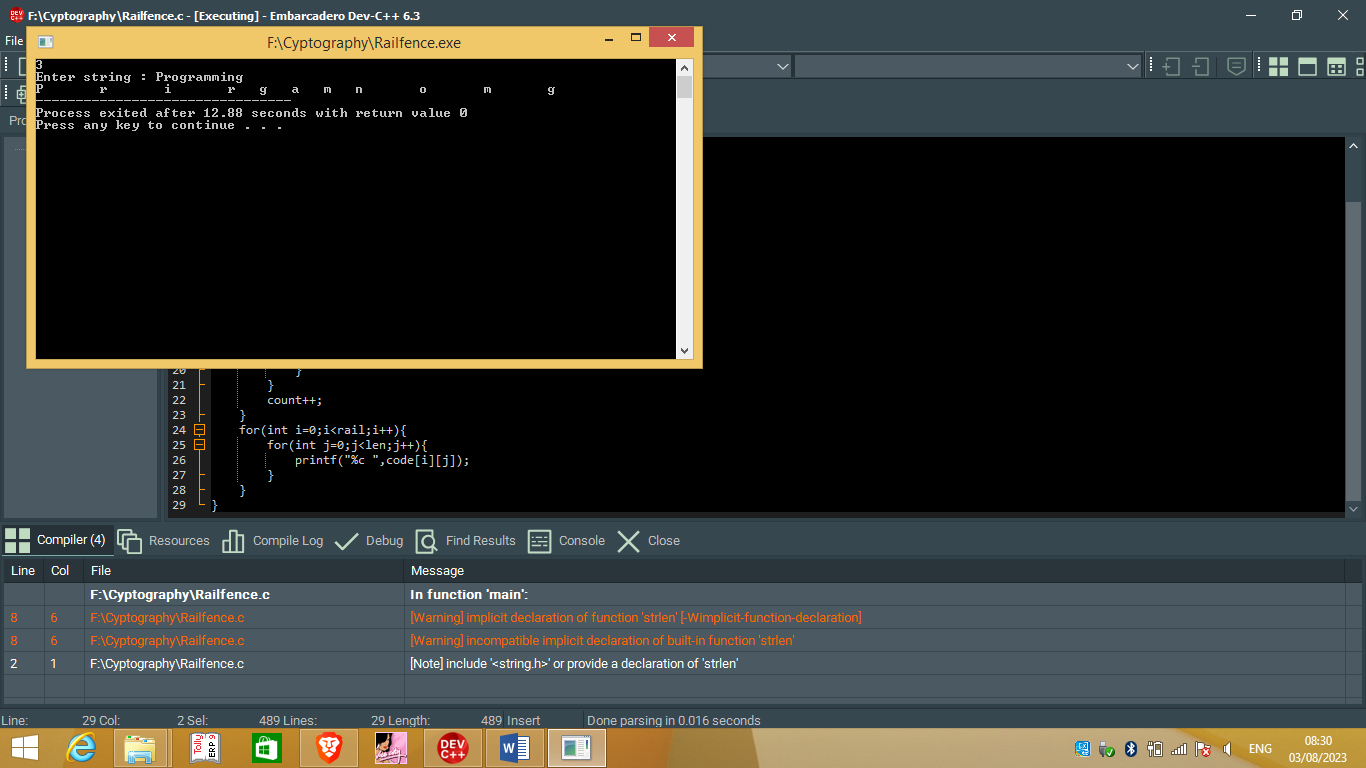 F:\Cyptography\Railfence.c - [Executing] - Embarcadero Dev-C++ 6.3
File
F:\Cyptography\Railfence.exe
3
Enter string : Programming
P r i r g a m n o m g
--------------------------------
Process exited after 12.88 seconds with return value 0
Press any key to continue . . .
Pro
20 }
21 }
22 count++;
23 }
24 for(int i=0;i<rail;i++){
25 for(int j=0;j<len;j++){
26 printf("%c ",code[i][j]);
27 }
28 }
29 }
Compiler (4) Resources Compile Log Debug Find Results Console Close
Line Col File Message
F:\Cyptography\Railfence.c In function 'main':
8 6 F:\Cyptography\Railfence.c [Warning] implicit declaration of function 'strlen' [-Wimplicit-function-declaration]
8 6 F:\Cyptography\Railfence.c [Warning] incompatible implicit declaration of built-in function 'strlen'
2 1 F:\Cyptography\Railfence.c [Note] include '<string.h>' or provide a declaration of 'strlen'
Line: 29 Col: 2 Sel: 489 Lines: 29 Length: 489 Insert Done parsing in 0.016 seconds
DEV C++ Tally ERP 9 W ENG 08:30
03/08/2023